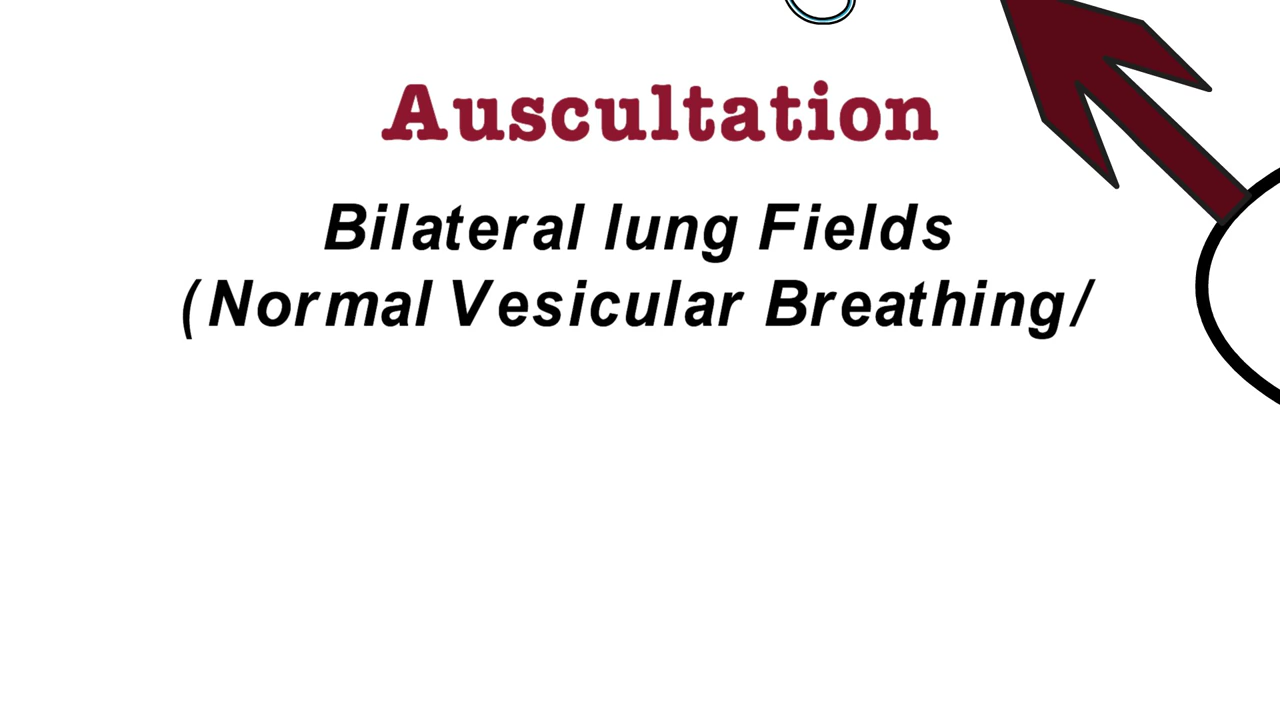 Auscultation
Bilateral lung Fields
(Normal Vesicular Breathing/